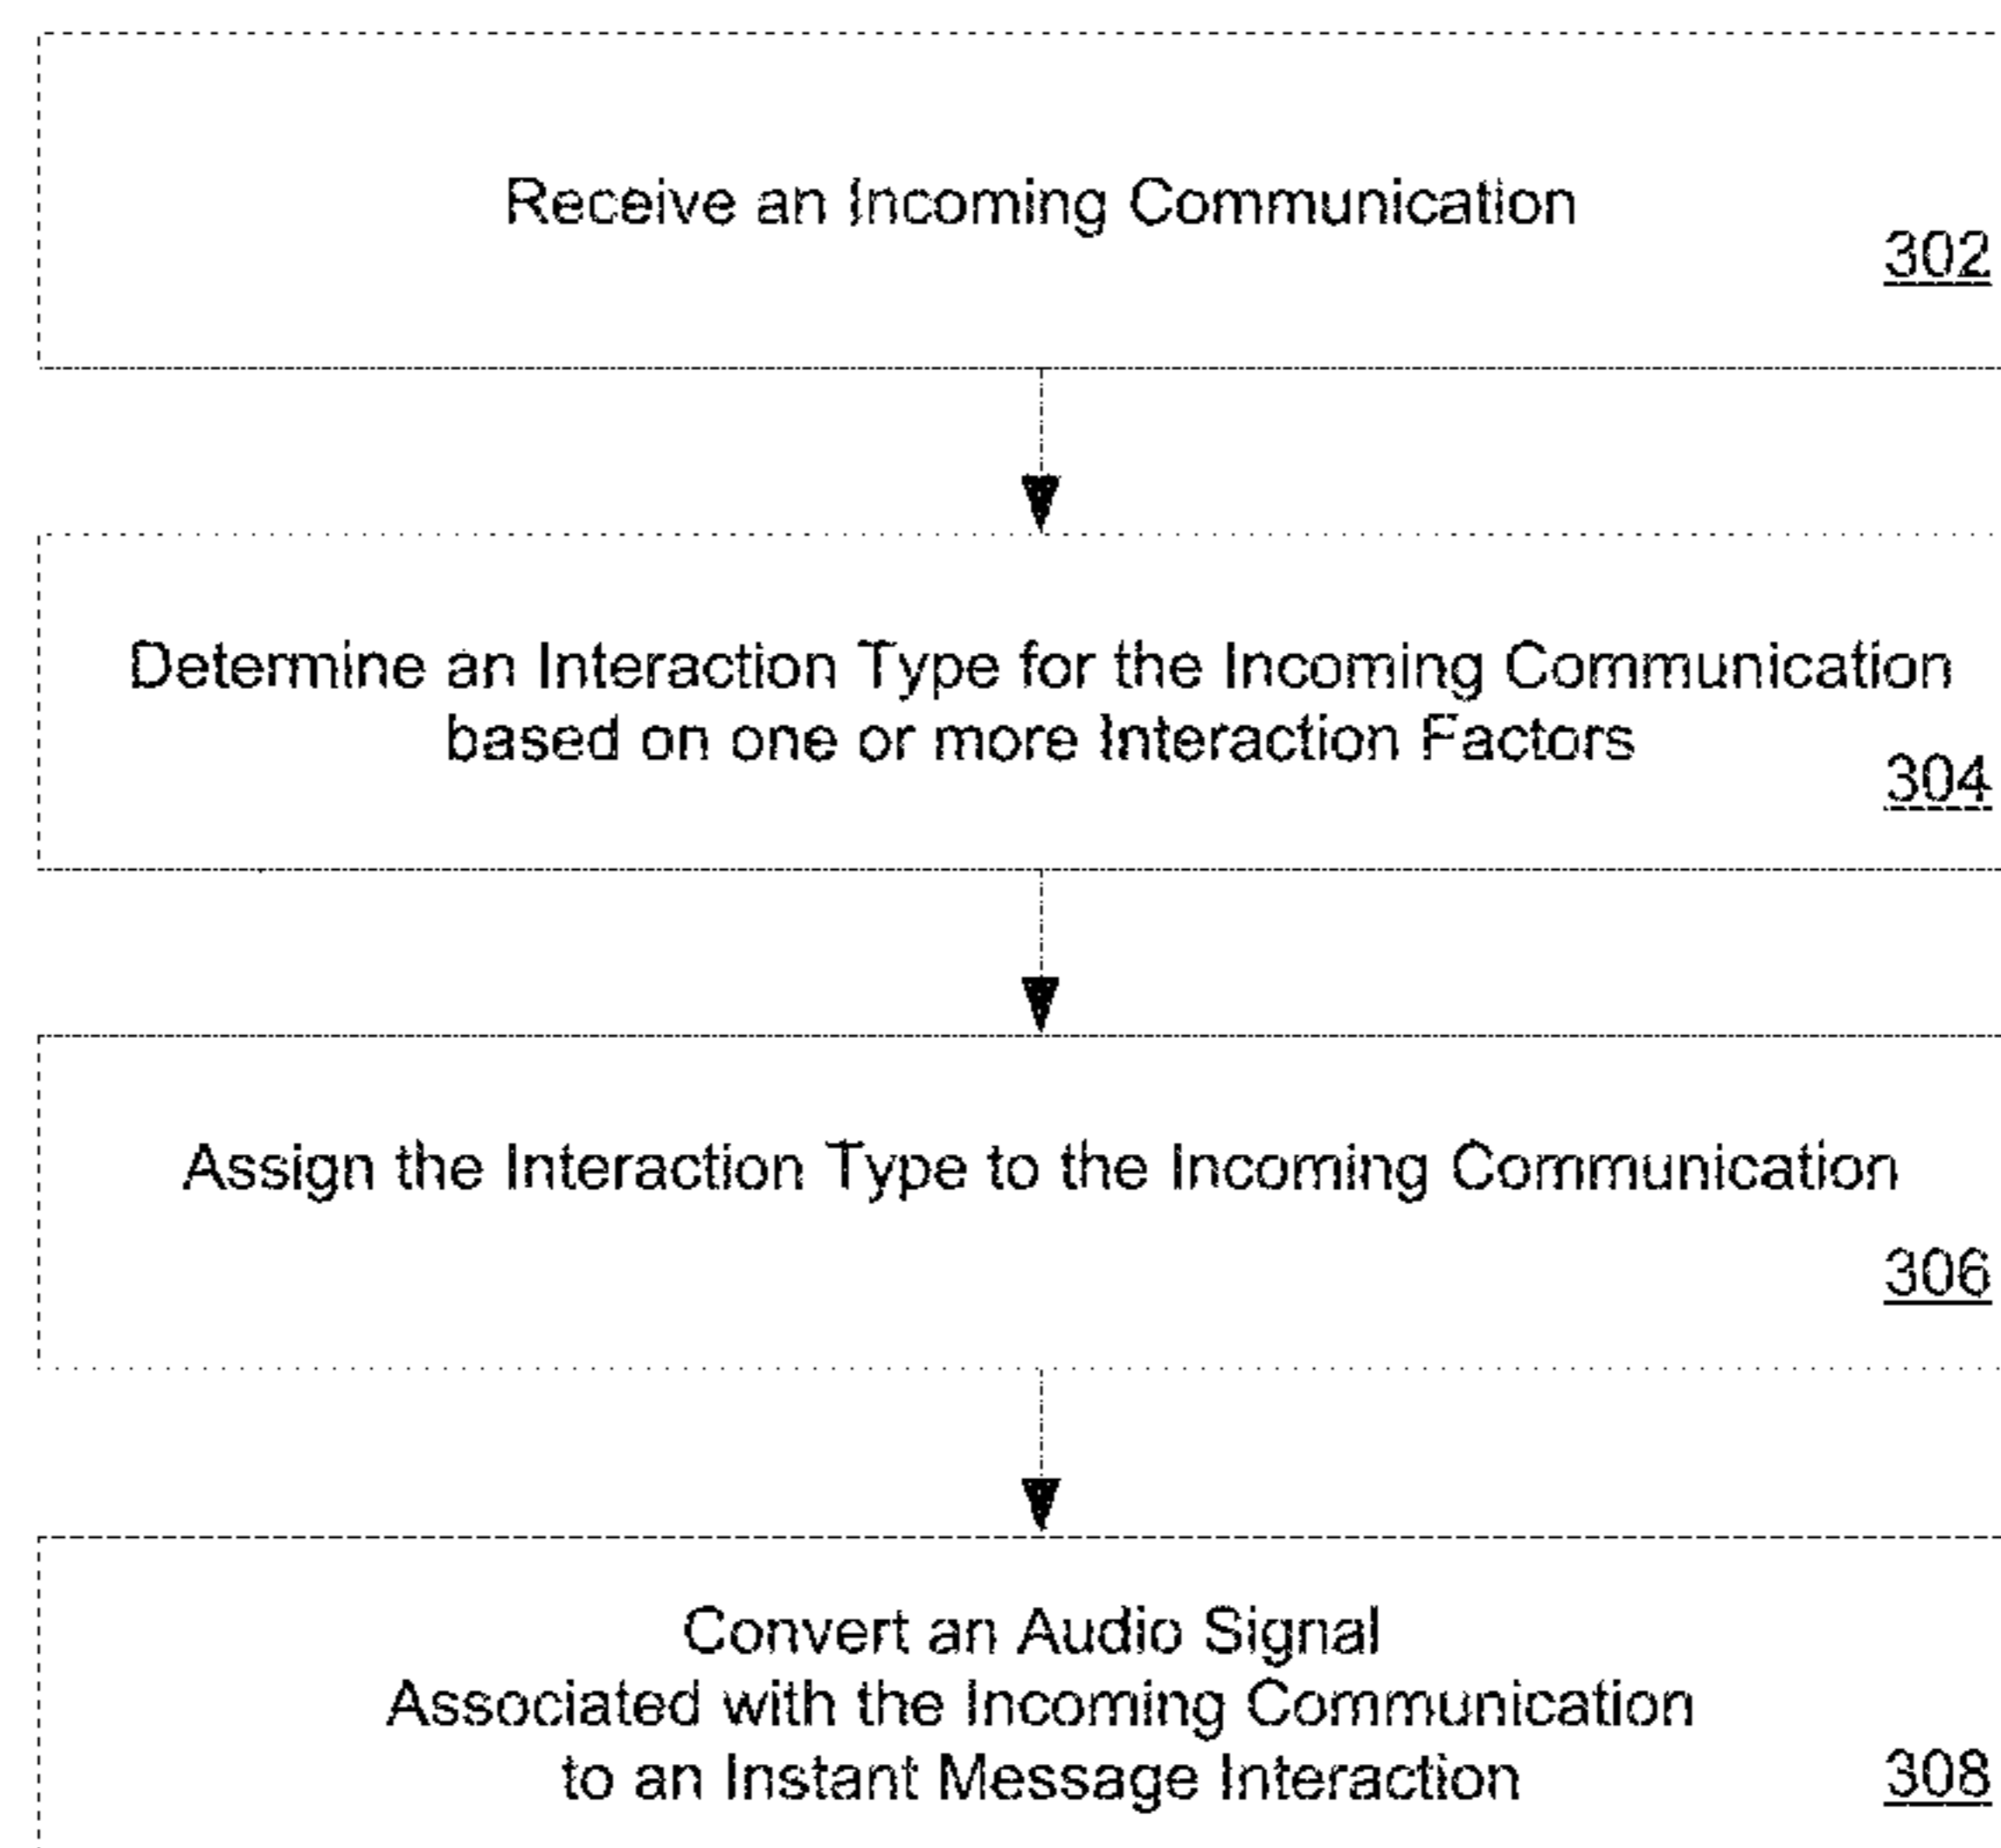 Receive an Incoming Communication
302
Determine an Interaction Type for the Incoming Communication
based on one or more Interaction Factors
304
Assign the Interaction Type to the Incoming Communication
306
Convert an Audio Signal
Associated with the Incoming Communication
to an Instant Message Interaction
308